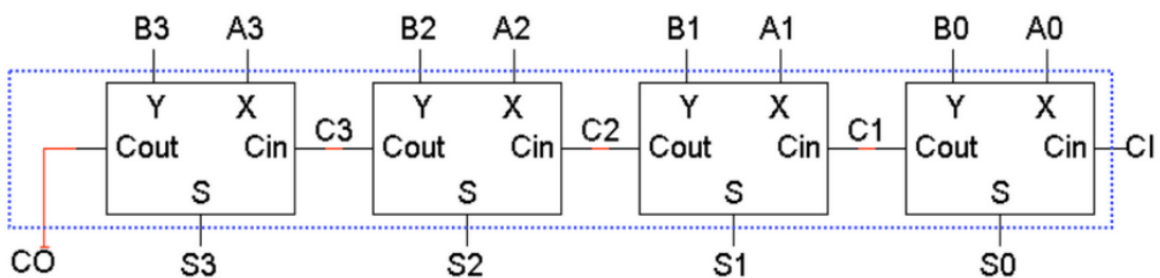 B3 A3 B2 A2 B1 A1 B0 A0
Y X Y X Y X Y X
Cout Cin C3 Cout Cin C2 Cout Cin C1 Cout Cin CI
S S S S
CO S3 S2 S1 S0